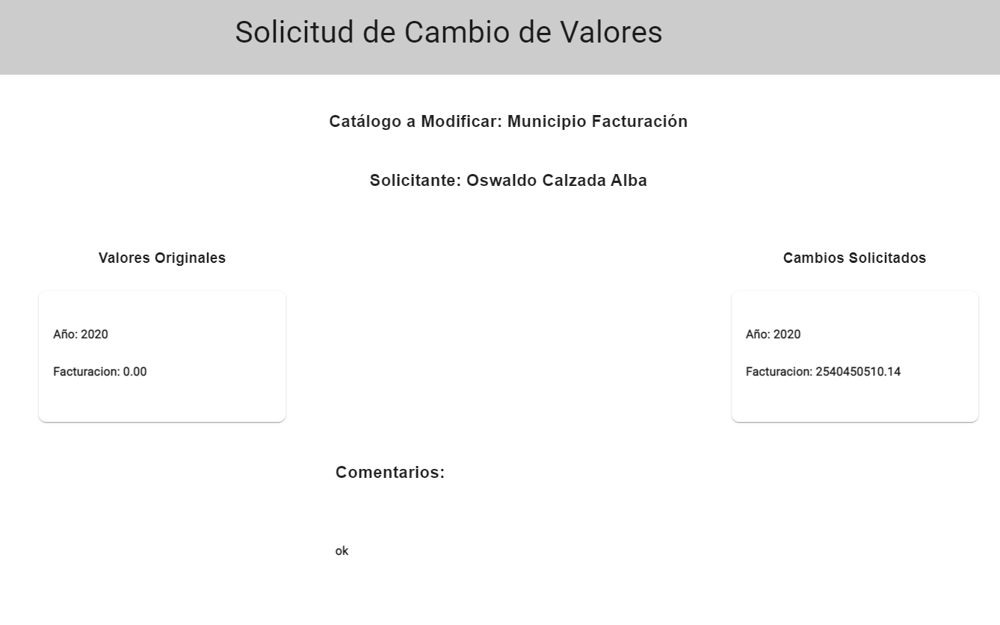 Solicitud de Cambio de Valores
Catálogo a Modificar: Municipio Facturación
Solicitante: Oswaldo Calzada Alba
Valores Originales
Año: 2020
Facturacion: 0.00
Cambios Solicitados
Año: 2020
Facturacion: 2540450510.14
Comentarios:
ok